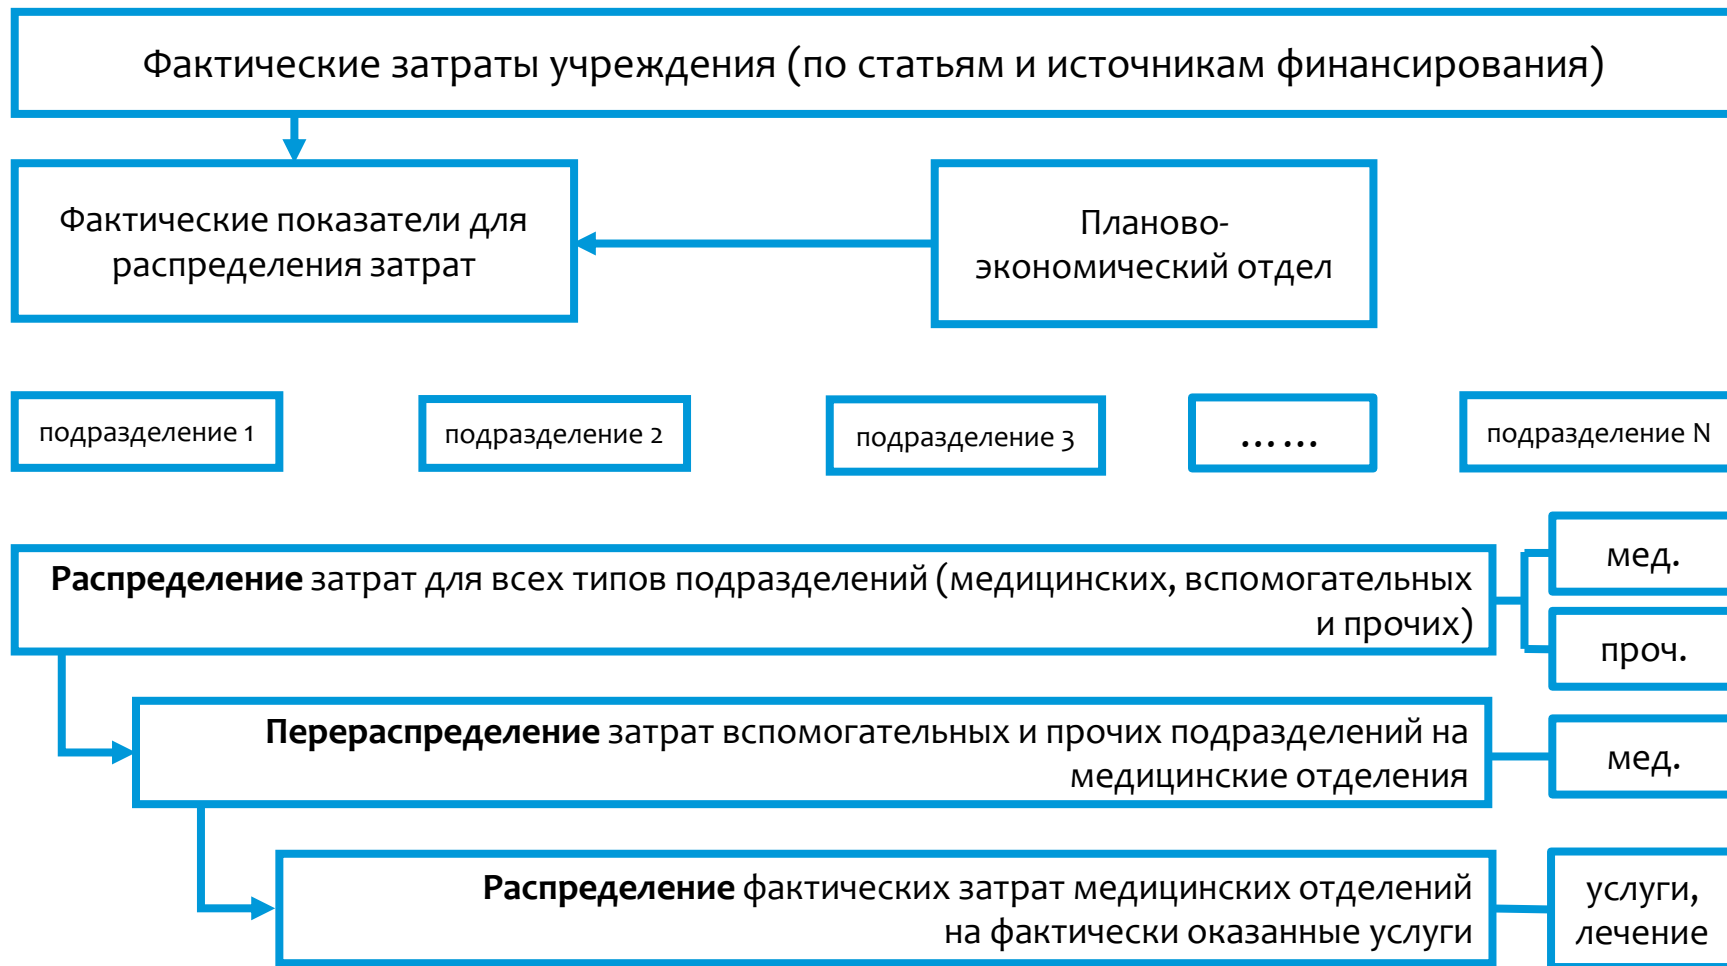 Фактические затраты учреждения (по статьям и источникам финансирования)
Фактические показатели для
распределения затрат
Планово-
экономический отдел
подразделение 1
подразделение 2
подразделение 3
......
подразделение N
Распределение затрат для всех типов подразделений (медицинских, вспомогательных
и прочих)
мед.
проч.
Перераспределение затрат вспомогательных и прочих подразделений на
медицинские отделения
мед.
Распределение фактических затрат медицинских отделений
на фактически оказанные услуги
услуги,
лечение